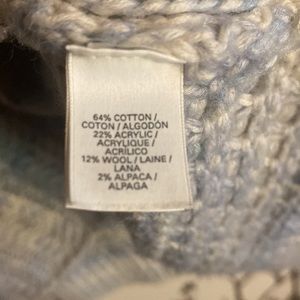 64% COTTON /
COTON / ALGODÓN
22% ACRYLIC /
ACRYLIQUE /
ACRÍLICO
12% WOOL / LAINE /
LANA
2% ALPACA /
ALPAGA